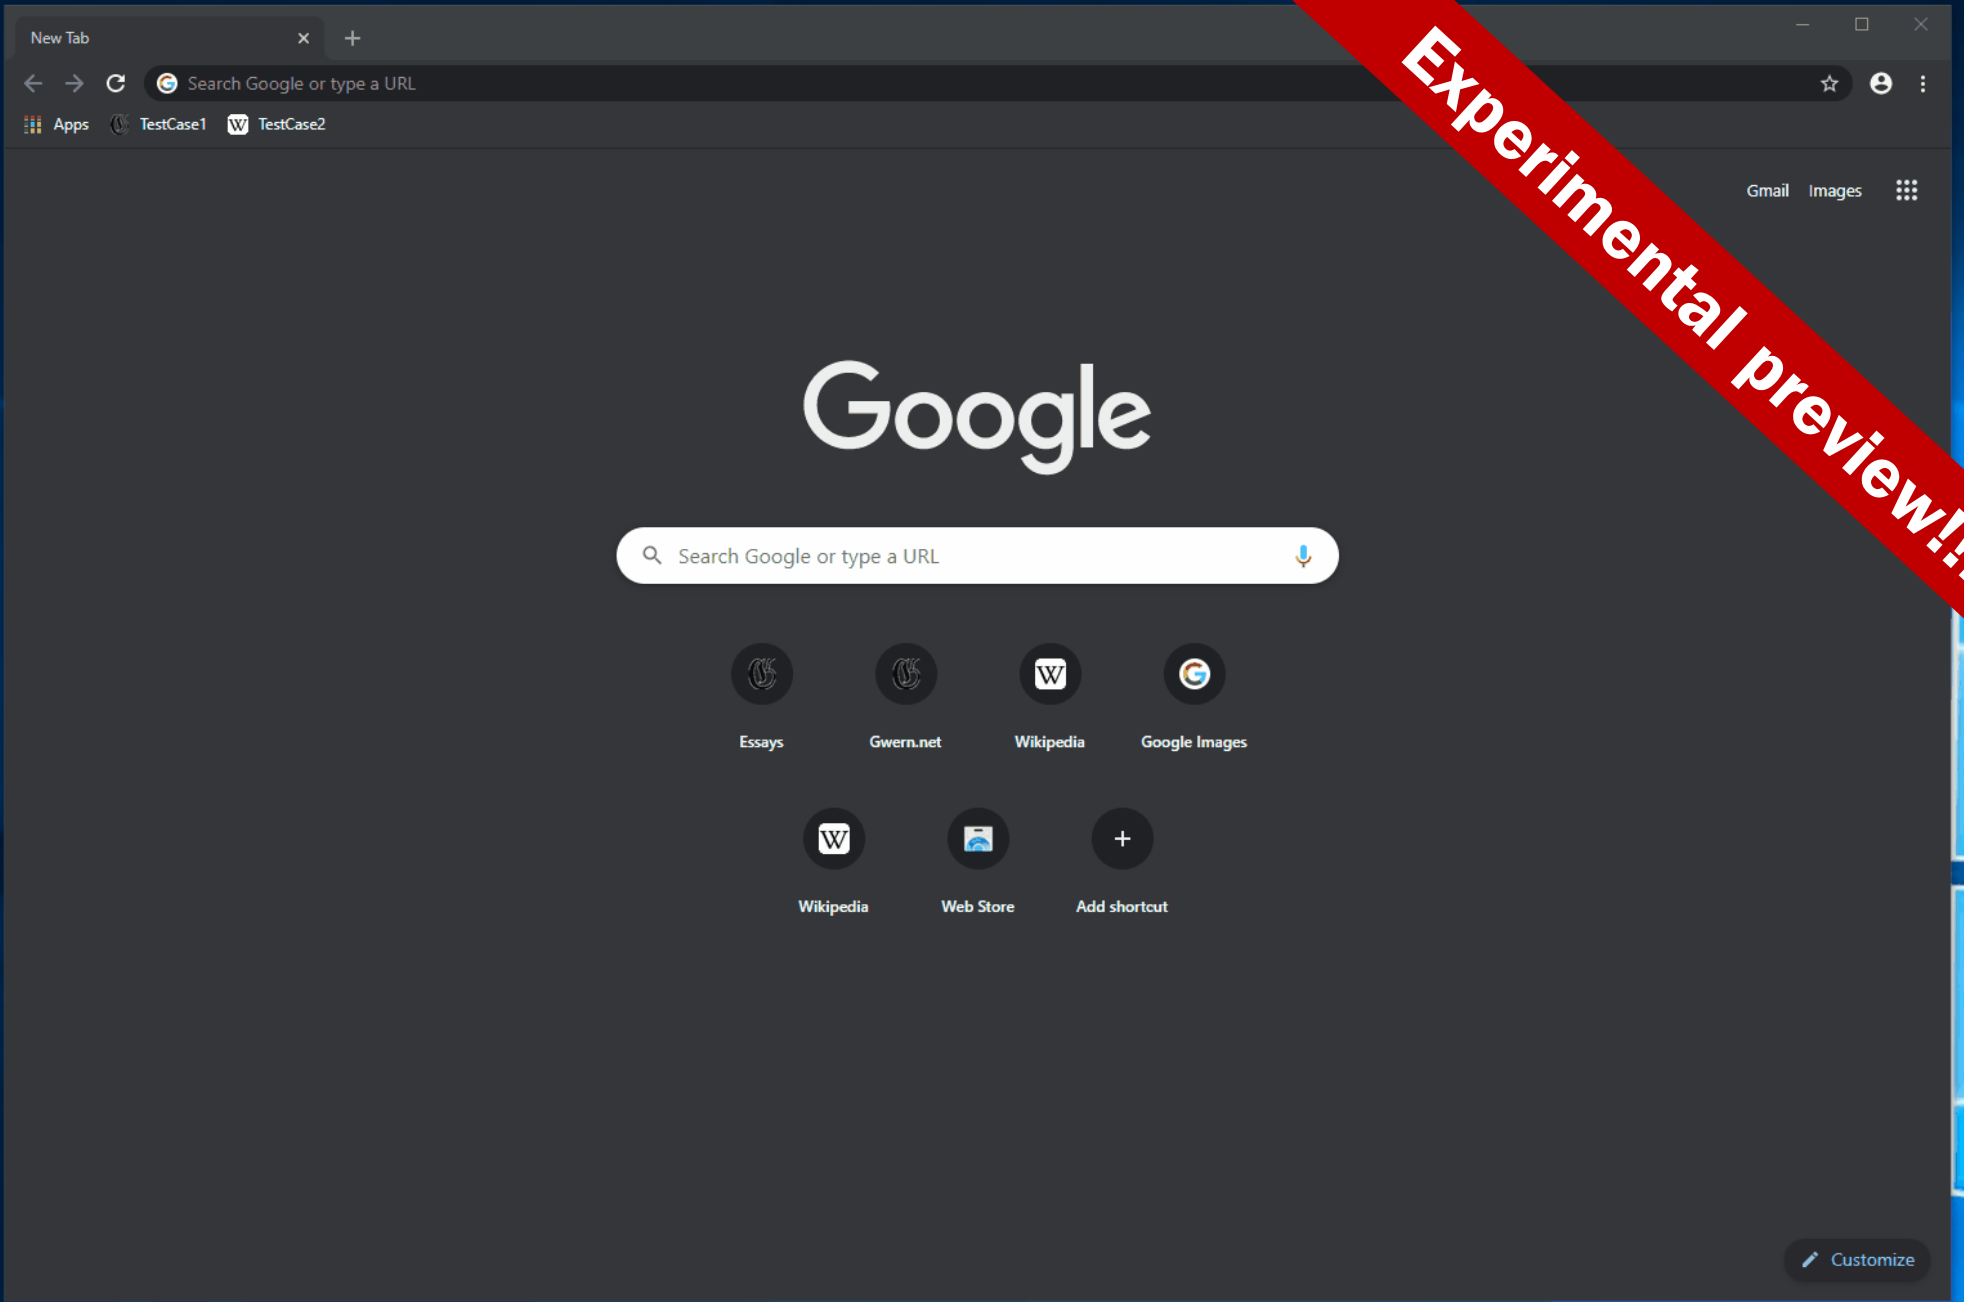 New Tab
Search Google or type a URL
Apps TestCase1 TestCase2
Gmail Images
Experimental preview!!!
Google
Search Google or type a URL
Essays Gwern.net Wikipedia Google Images
Wikipedia Web Store Add shortcut
Customize